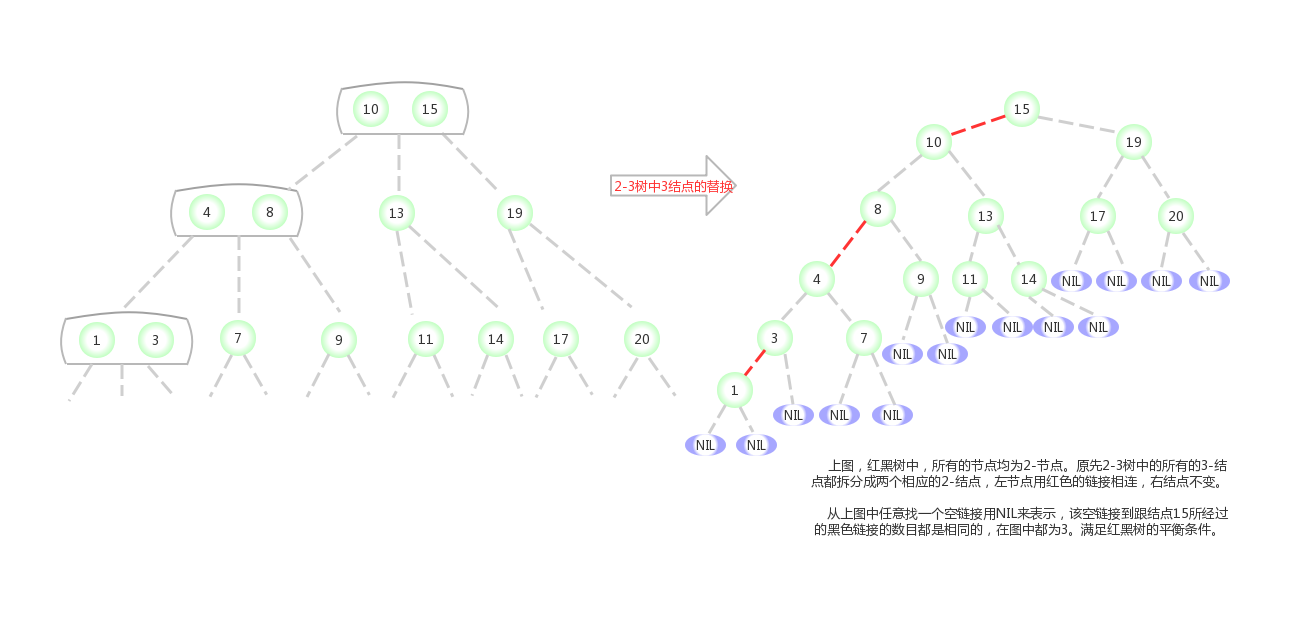 10 15
15
10
19
2-3树中3结点的替换
4 8
13
19
8
13
17
20
4
9
11
14
NIL
NIL
NIL
NIL
1 3
7
9
11
14
17
20
3
7
NIL
NIL
NIL
NIL
NIL
NIL
1
NIL
NIL
NIL
NIL
NIL
上图，红黑树中，所有的节点均为2-节点。原先2-3树中的所有的3-结
点都拆分成两个相应的2-结点，左节点用红色的链接相连，右结点不变。
从上图中任意找一个空链接用NIL来表示，该空链接到跟结点15所经过
的黑色链接的数目都是相同的，在图中都为3。满足红黑树的平衡条件。